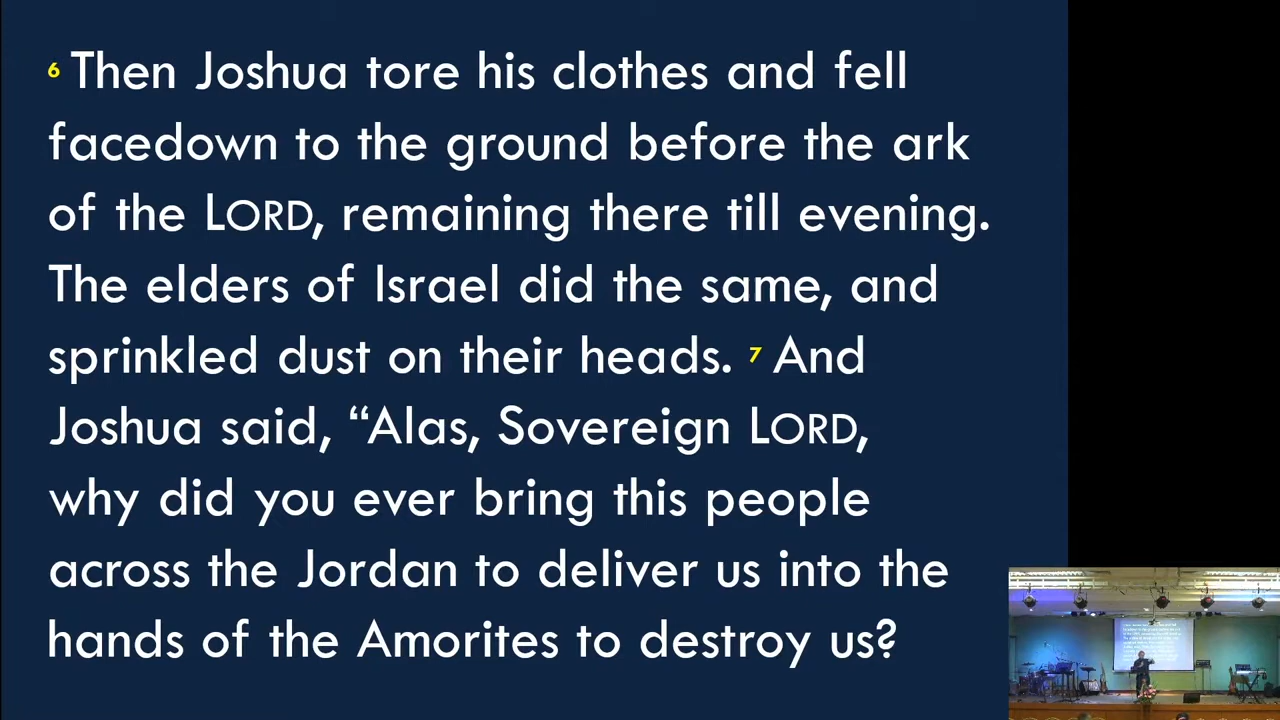 6 Then Joshua tore his clothes and fell
facedown to the ground before the ark
of the LORD, remaining there till evening.
The elders of Israel did the same, and
sprinkled dust on their heads. 7 And
Joshua said, “Alas, Sovereign LORD,
why did you ever bring this people
across the Jordan to deliver us into the
hands of the Amorites to destroy us?